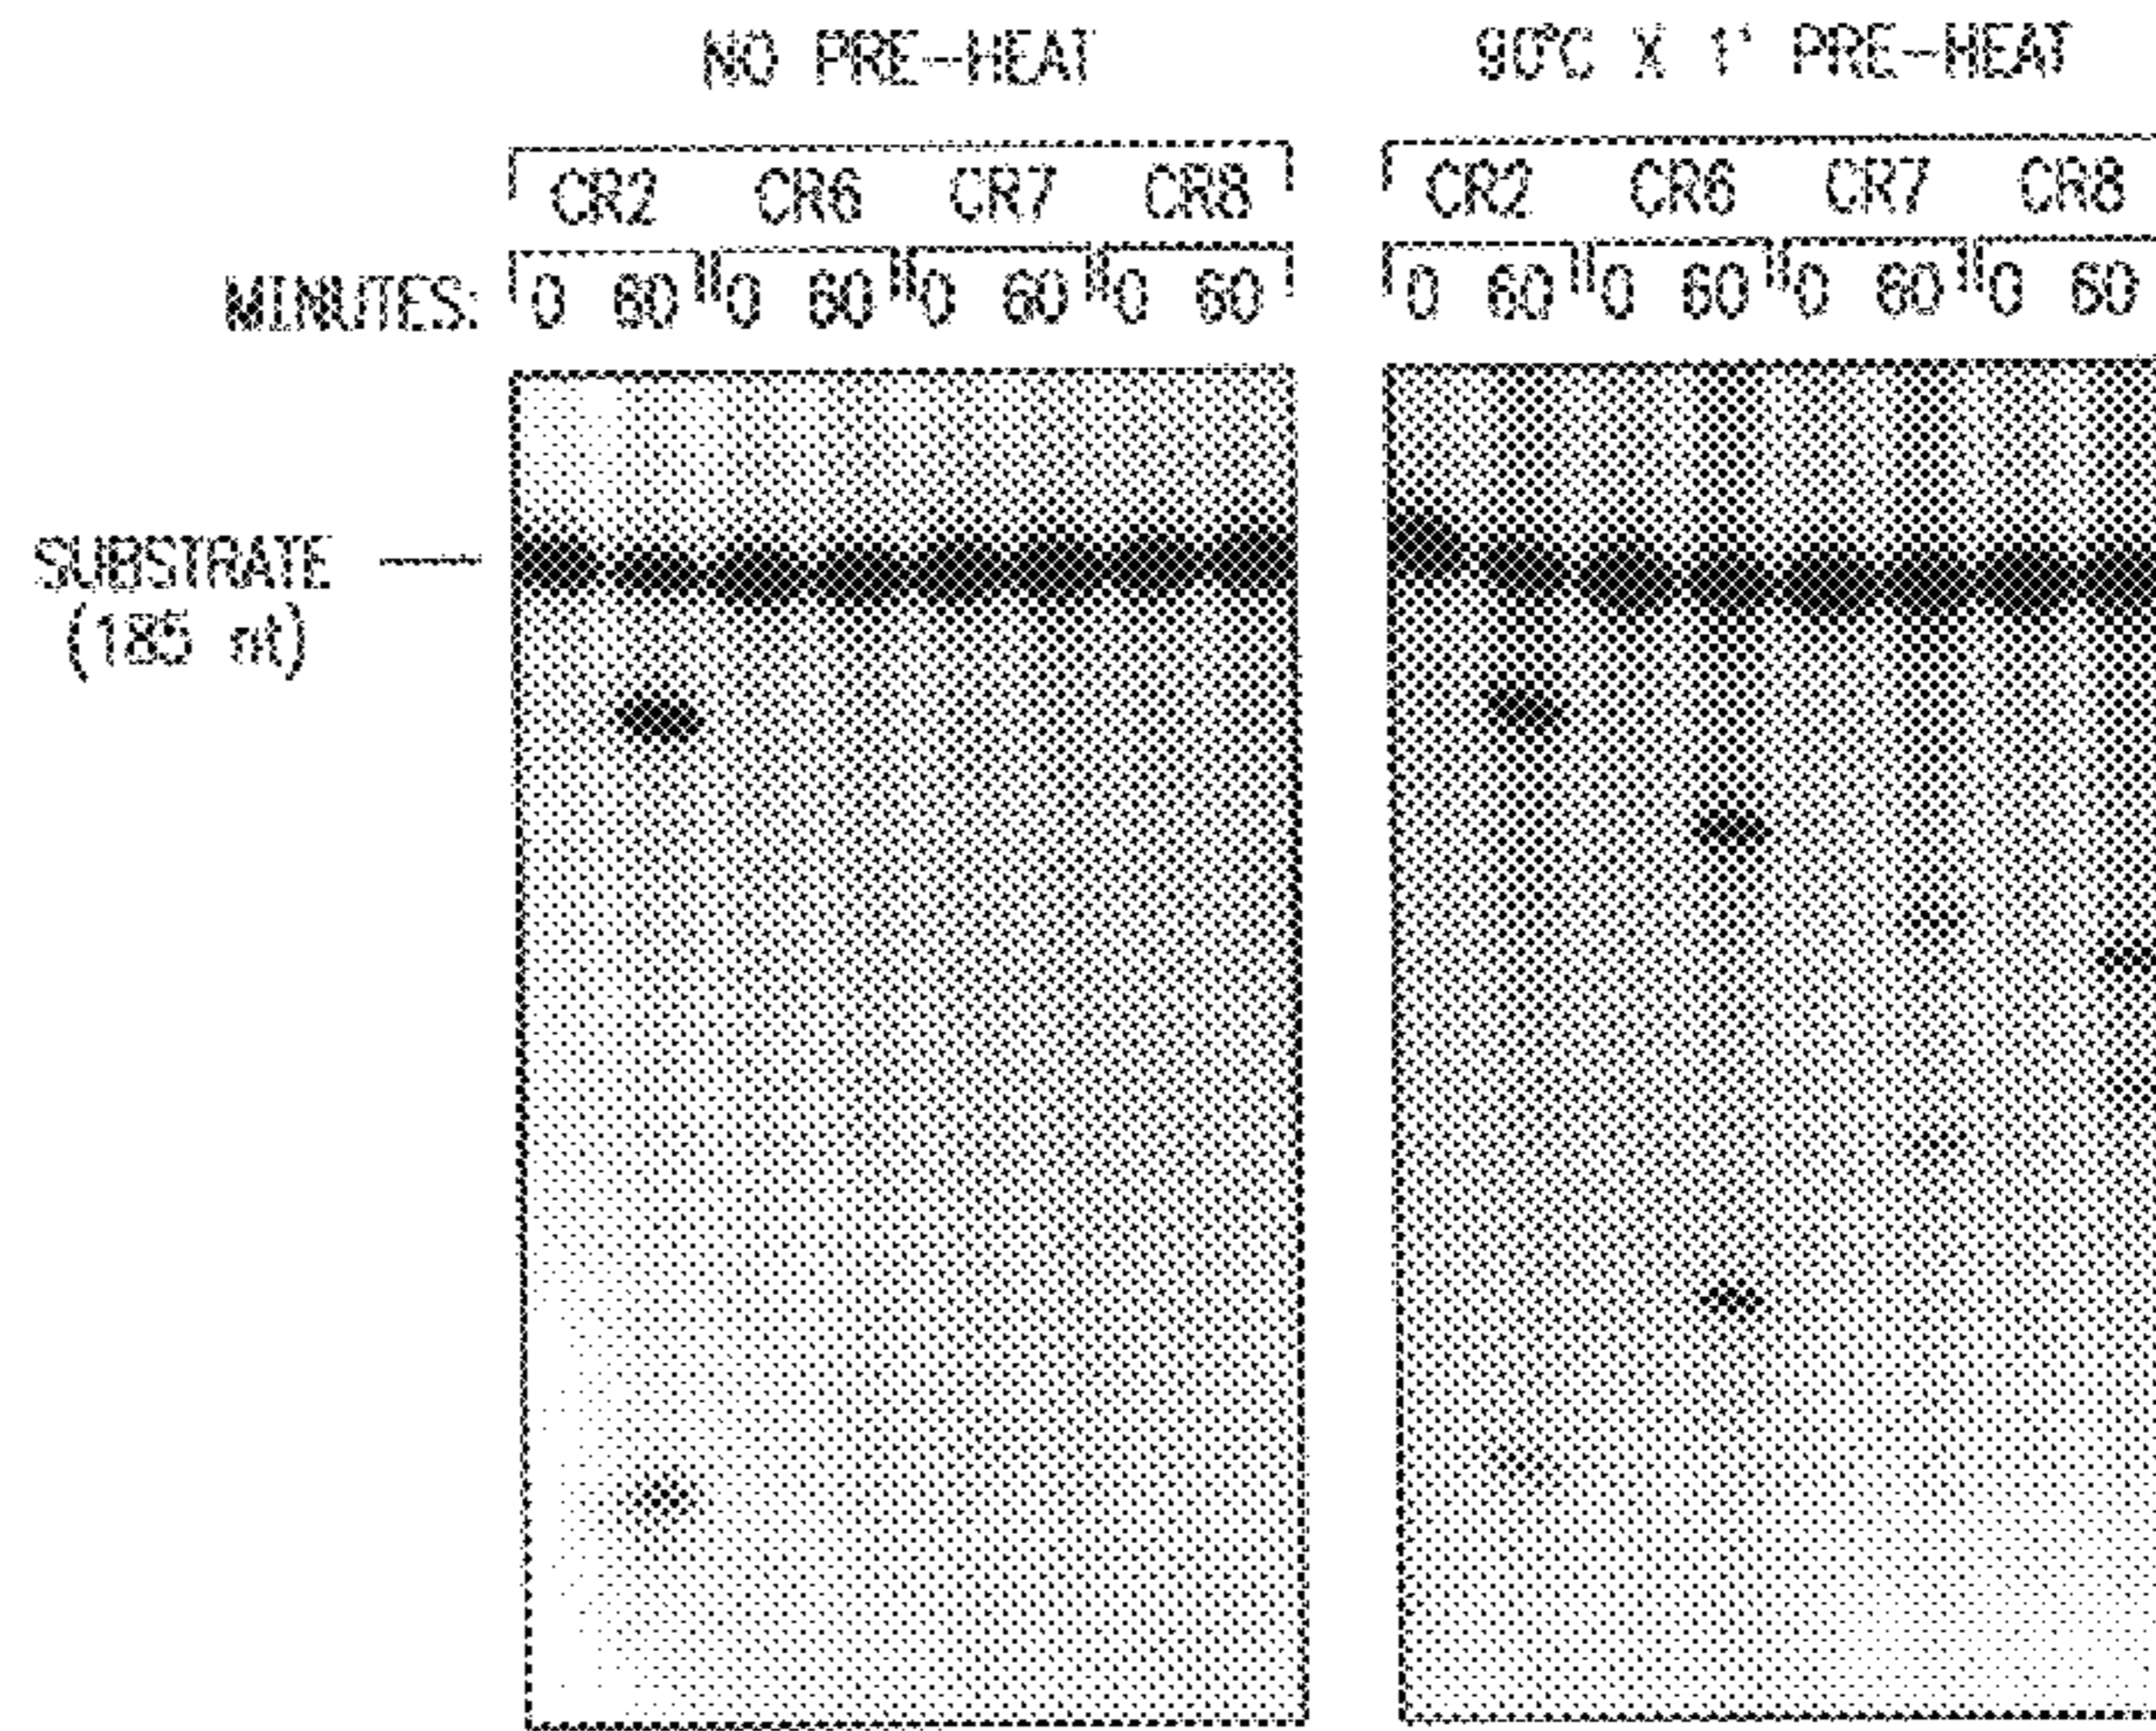 NO PRE-HEAT 90°C X 1' PRE-HEAT
CR2 CR6 CR7 CR8 CR2 CR6 CR7 CR8
MINUTES: 0 60 0 60 0 60 0 60 0 60 0 60 0 60 0 60
SUBSTRATE
(185 nt)